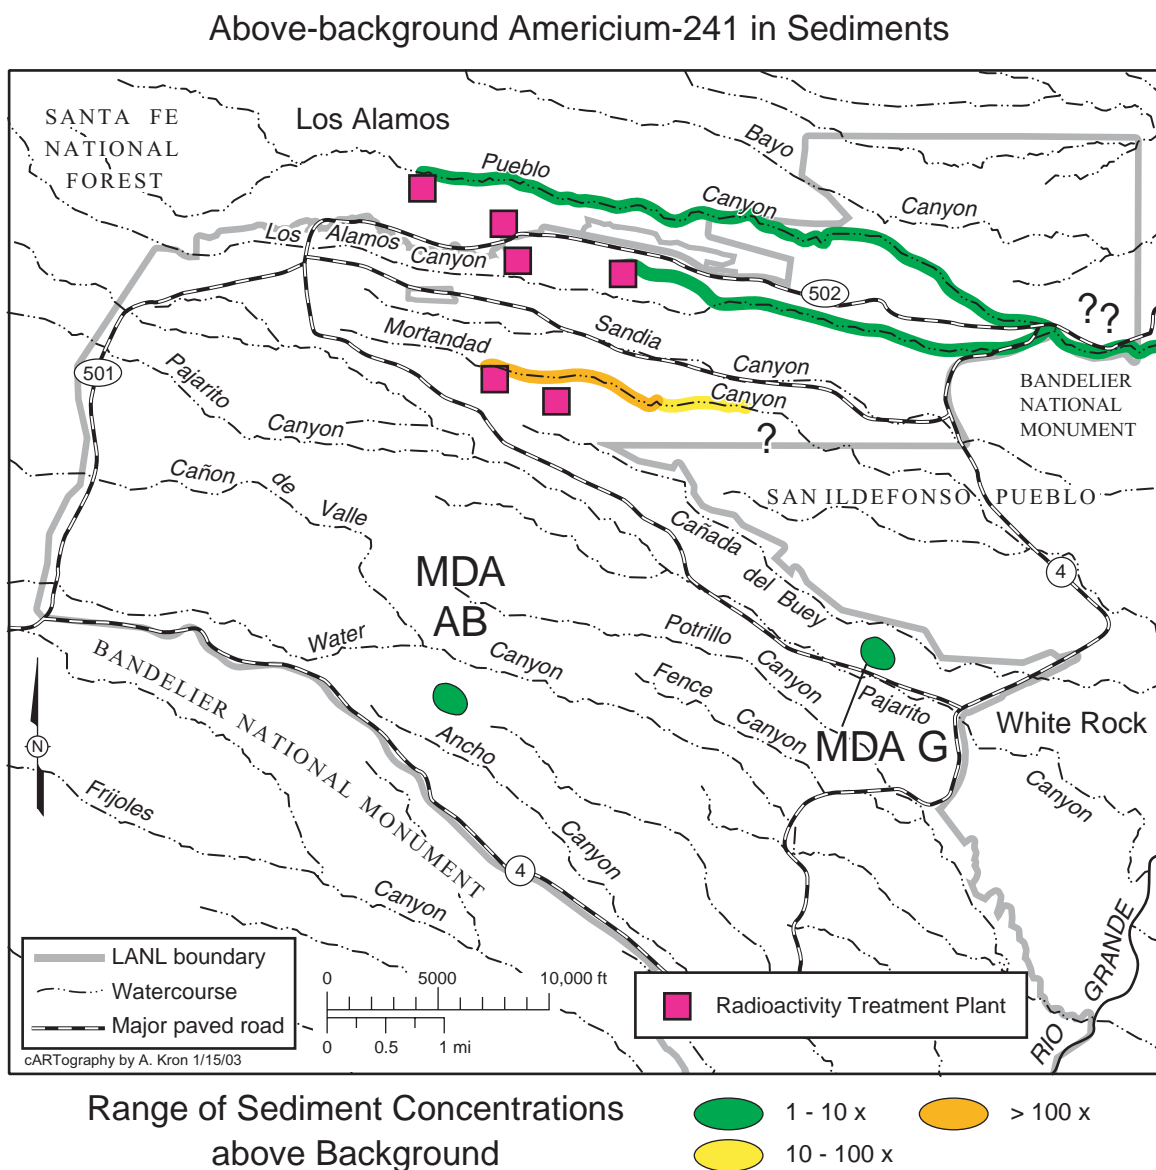 Above-background Americium-241 in Sediments
SANTA FE
NATIONAL
FOREST
Los Alamos
Bayo
Canyon
Pueblo
Canyon
Los Alamos
Canyon
502
??
Sandia
Canyon
Mortandad
Canyon
?
501
Pajarito
Canyon
BANDELIER
NATIONAL
MONUMENT
Cañon de Valle
SAN ILDEFONSO PUEBLO
Cañada del Buey
4
MDA
AB
Water
Canyon
Potrillo
Canyon
Fence
Canyon
Pajarito
MDA G
White Rock
Canyon
BANDELIER NATIONAL MONUMENT
Ancho
Canyon
N
Frijoles
Canyon
4
RIO GRANDE
LANL boundary
Watercourse
Major paved road
cARTography by A. Kron 1/15/03
0 5000 10,000 ft
0 0.5 1 mi
Radioactivity Treatment Plant
Range of Sediment Concentrations
above Background
1 - 10 x
> 100 x
10 - 100 x